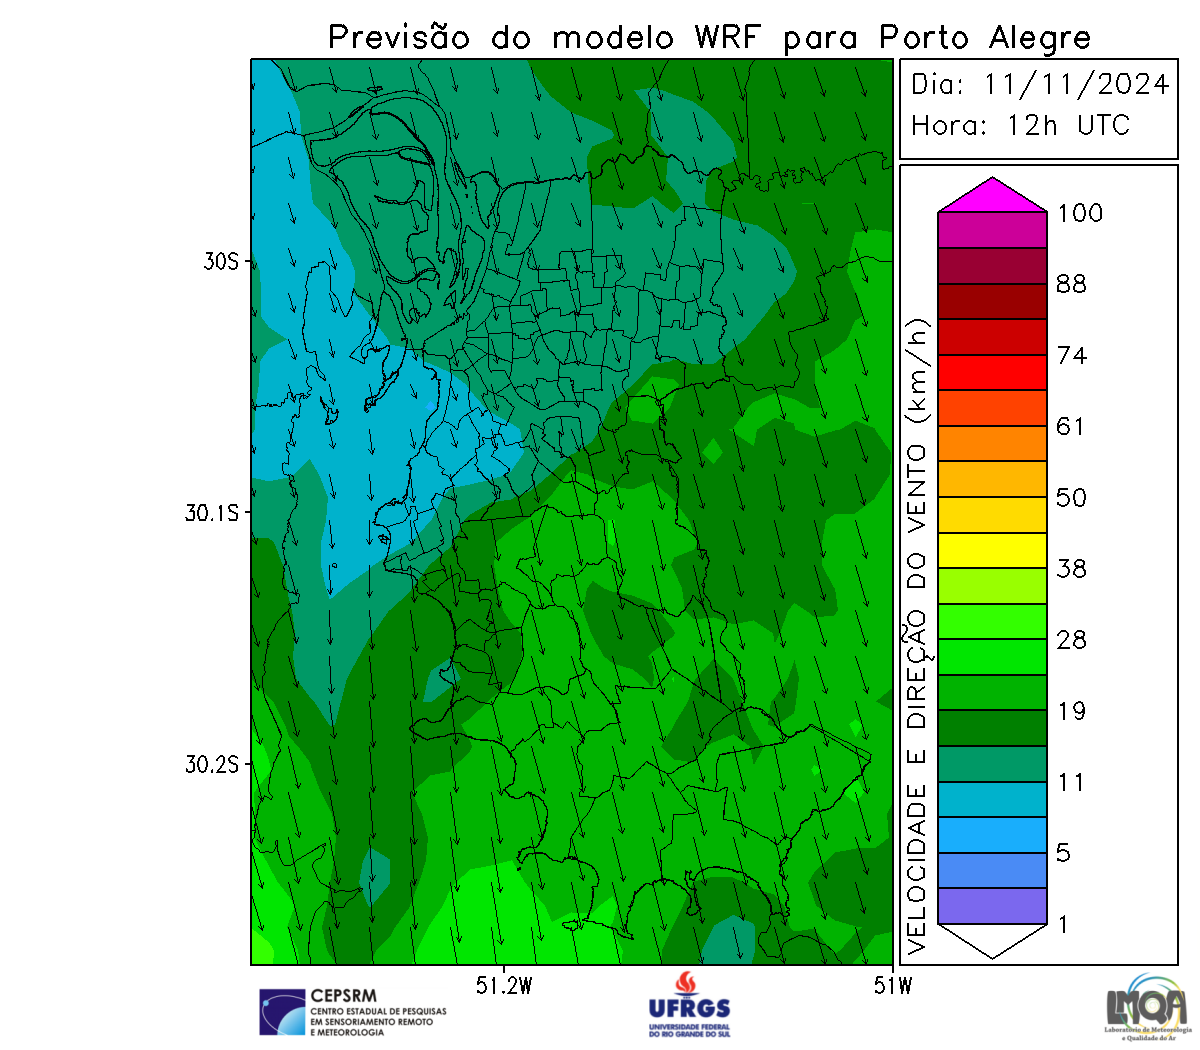 Previsão do modelo WRF para Porto Alegre
Dia: 11/11/2024
Hora: 12h UTC
100
88
74
61
50
38
28
19
11
5
1
VELOCIDADE E DIREÇÃO DO VENTO (km/h)
30S
30.1S
30.2S
51.2W
51W
CEPSRM
CENTRO ESTADUAL DE PESQUISAS
EM SENSORIAMENTO REMOTO
E METEOROLOGIA
UFRGS
UNIVERSIDADE FEDERAL
DO RIO GRANDE DO SUL
LMQA
Laboratório de Meteorologia
e Qualidade do Ar